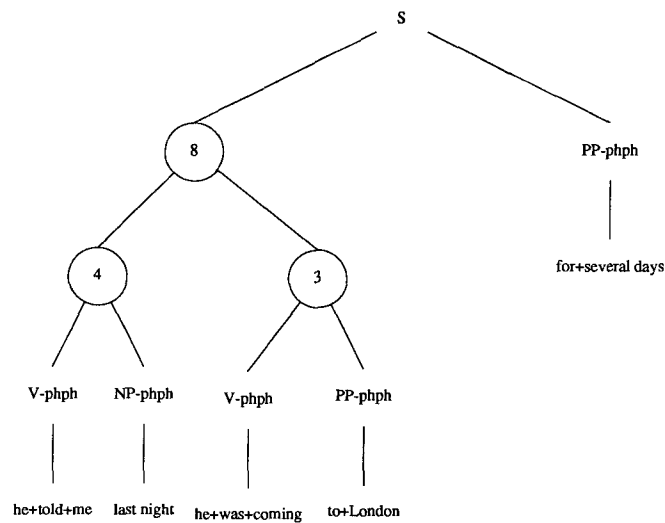 S
8
PP-phph
4
3
for+several days
V-phph NP-phph V-phph PP-phph
he+told+me last night he+was+coming to+London